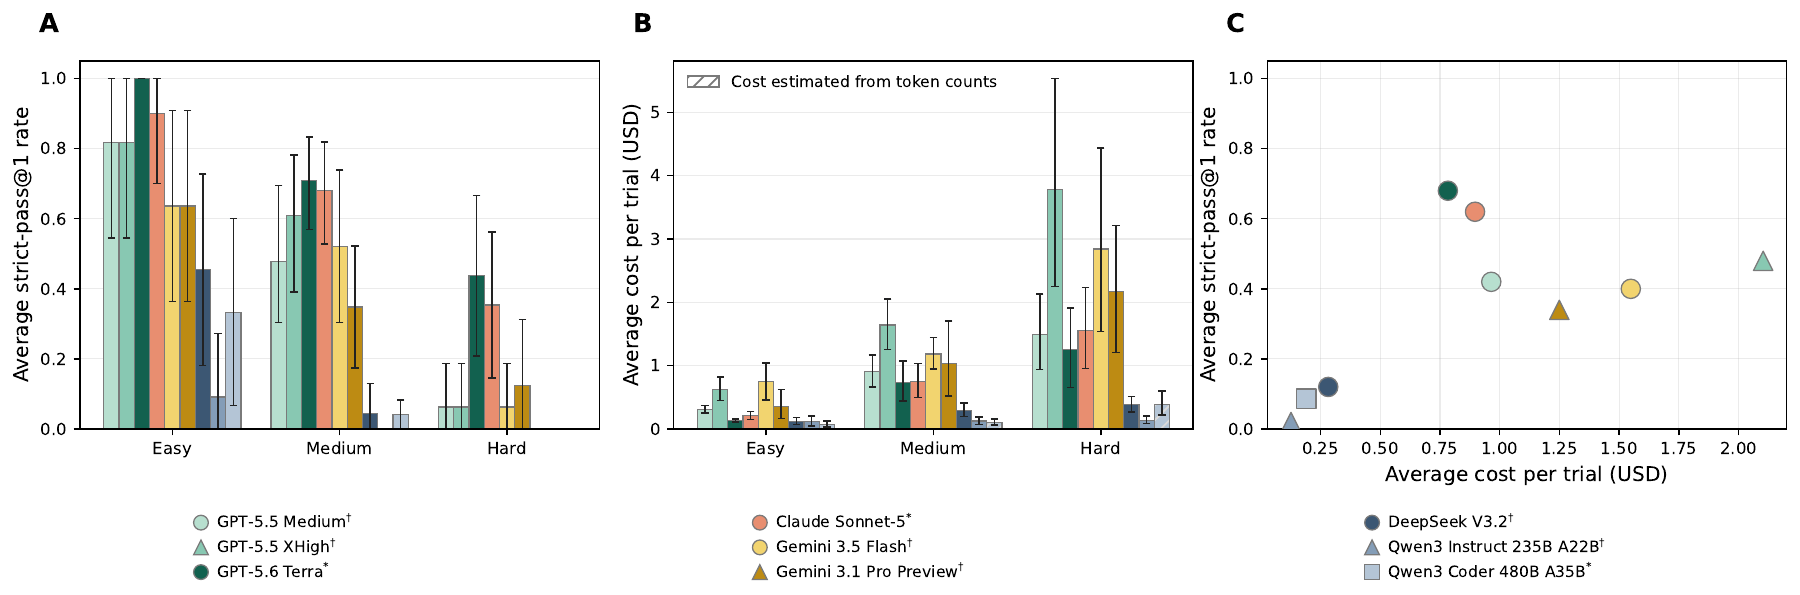 A
Average strict-pass@1 rate
1.0
0.8
0.6
0.4
0.2
0.0
Easy Medium Hard
B
Average cost per trial (USD)
Cost estimated from token counts
5
4
3
2
1
0
Easy Medium Hard
C
Average strict-pass@1 rate
1.0
0.8
0.6
0.4
0.2
0.0
0.25 0.50 0.75 1.00 1.25 1.50 1.75 2.00
Average cost per trial (USD)
GPT-5.5 Medium†
GPT-5.5 XHigh†
GPT-5.6 Terra*
Claude Sonnet-5*
Gemini 3.5 Flash†
Gemini 3.1 Pro Preview†
DeepSeek V3.2†
Qwen3 Instruct 235B A22B†
Qwen3 Coder 480B A35B*